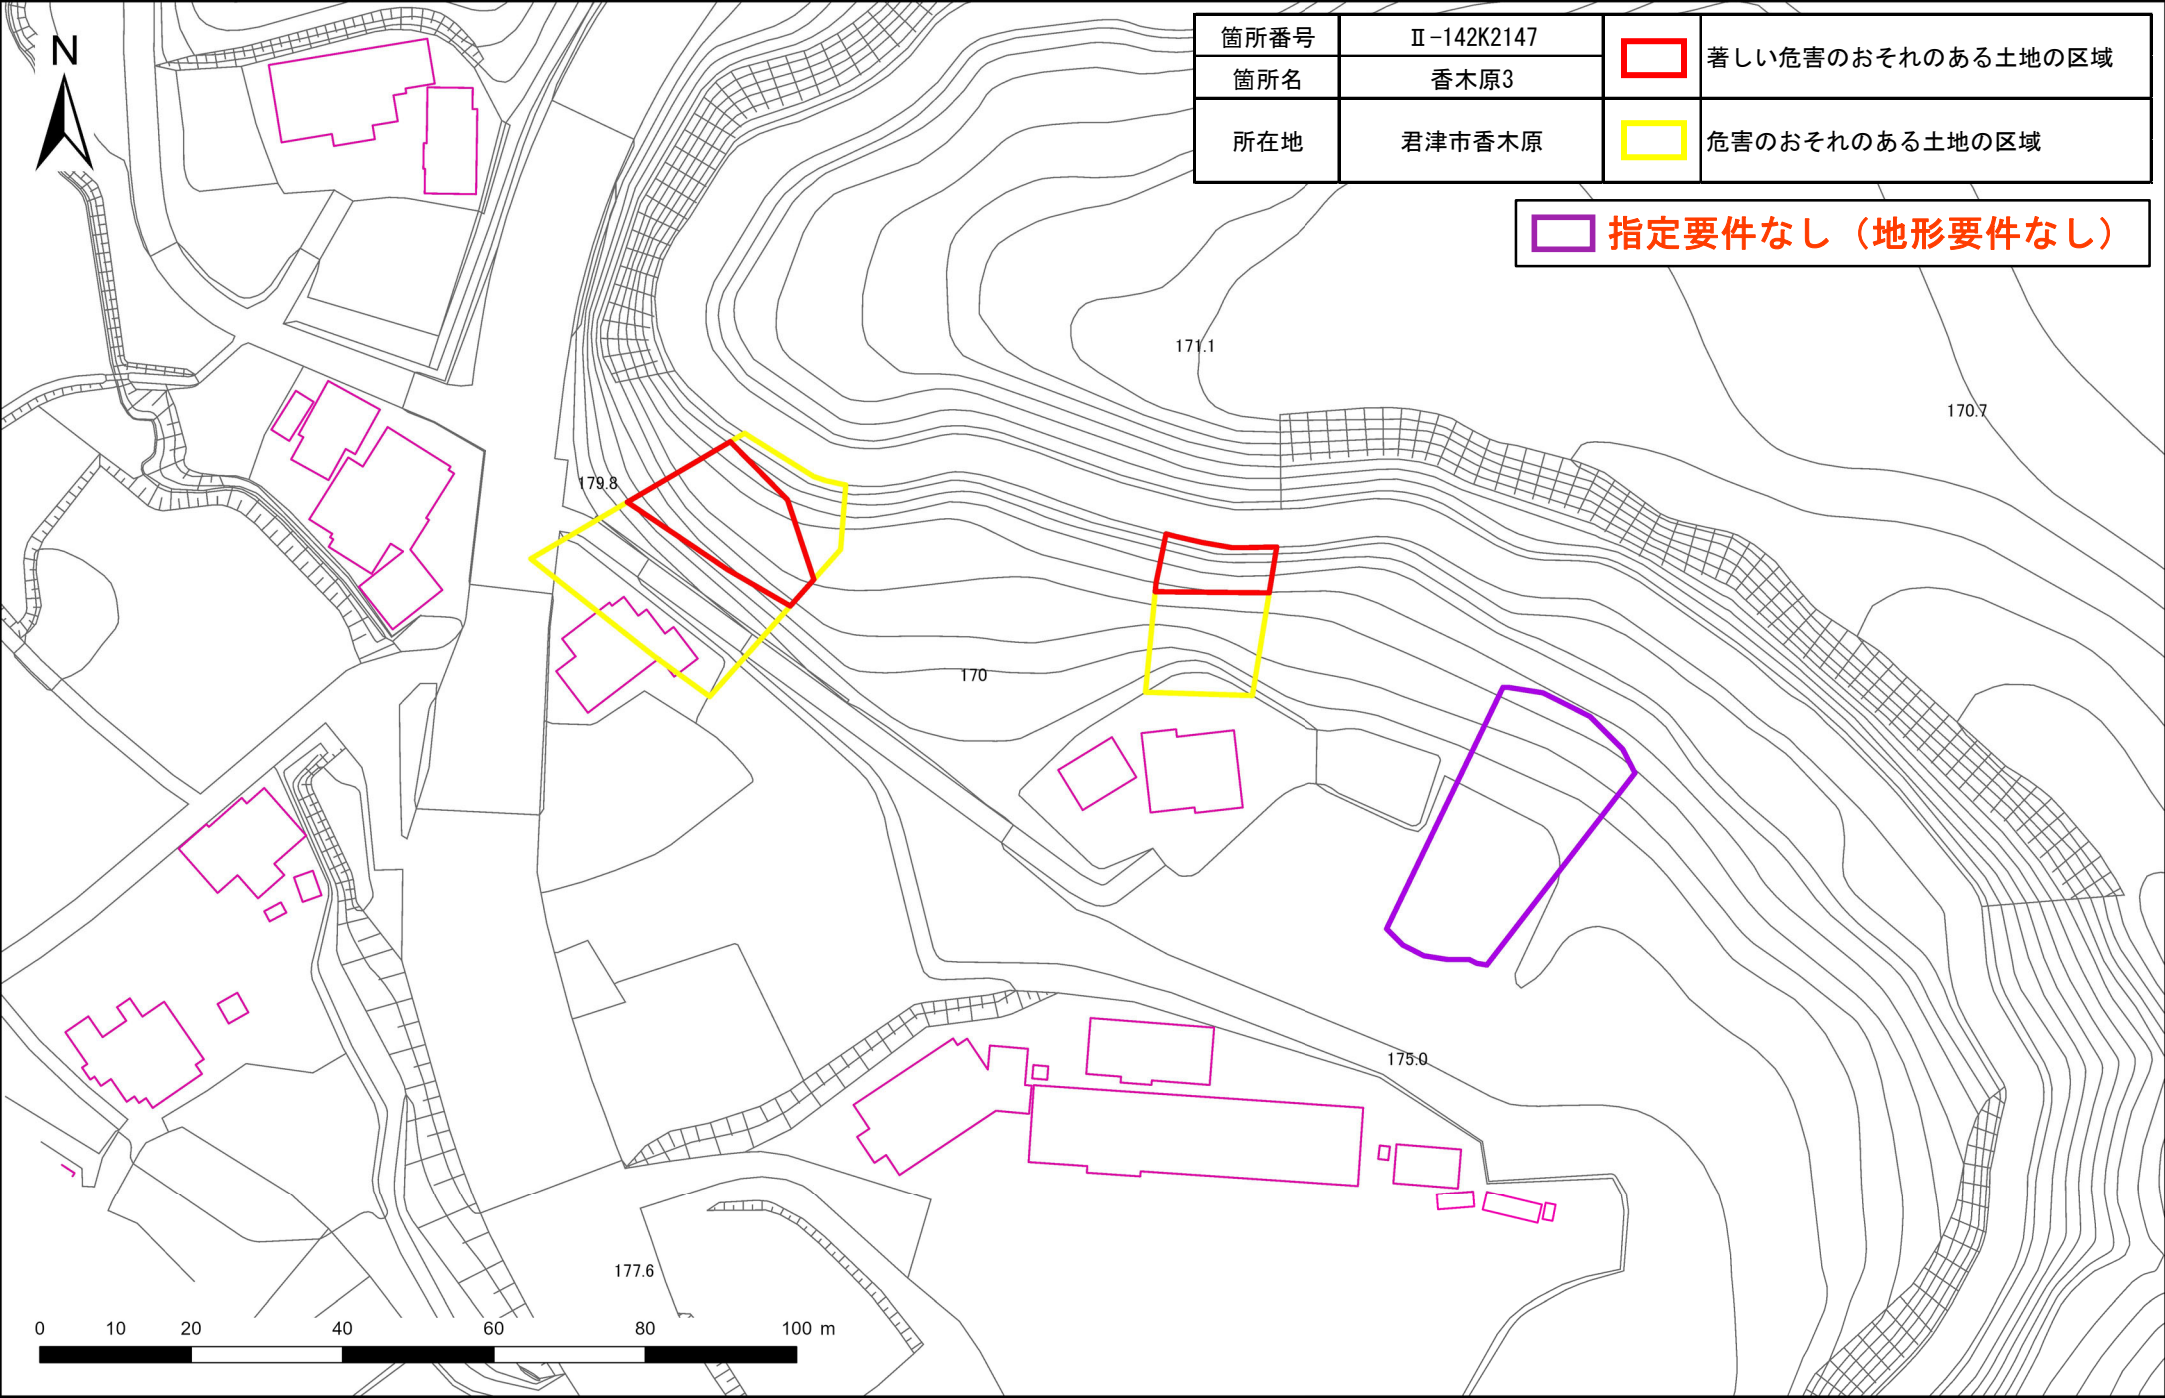 N
箇所番号 Ⅱ-142K2147
箇所名 香木原3
所在地 君津市香木原
著しい危害のおそれのある土地の区域
危害のおそれのある土地の区域
指定要件なし（地形要件なし）
171.1
170.7
179.8
170
175.0
177.6
0 10 20 40 60 80 100 m